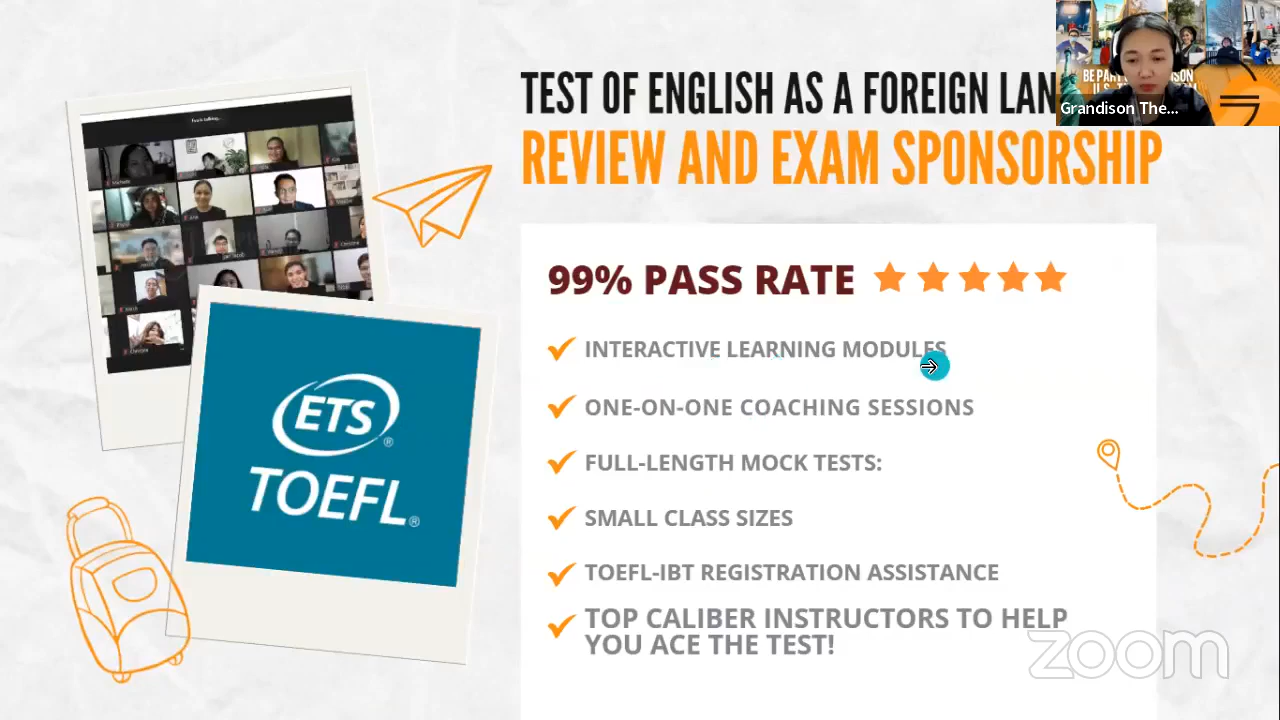 TEST OF ENGLISH AS A FOREIGN LAN
REVIEW AND EXAM SPONSORSHIP
Grandison The...
99% PASS RATE
INTERACTIVE LEARNING MODULES
ONE-ON-ONE COACHING SESSIONS
FULL-LENGTH MOCK TESTS:
SMALL CLASS SIZES
TOEFL-IBT REGISTRATION ASSISTANCE
TOP CALIBER INSTRUCTORS TO HELP
YOU ACE THE TEST!
ETS®
TOEFL®
zoom